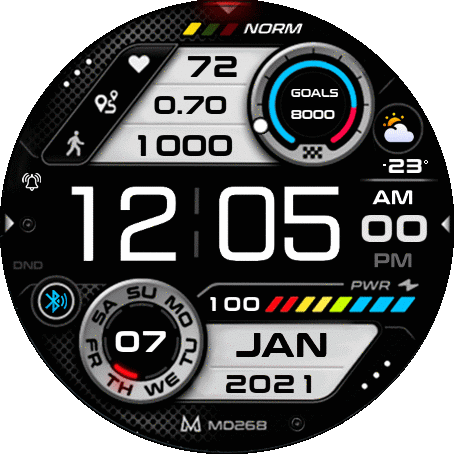 NORM
72
0.70
1000
GOALS
8000
-23°
12 05
AM
00
PM
DND
PWR
100
SU MO TU WE TH FR SA
07
JAN
2021
MD268